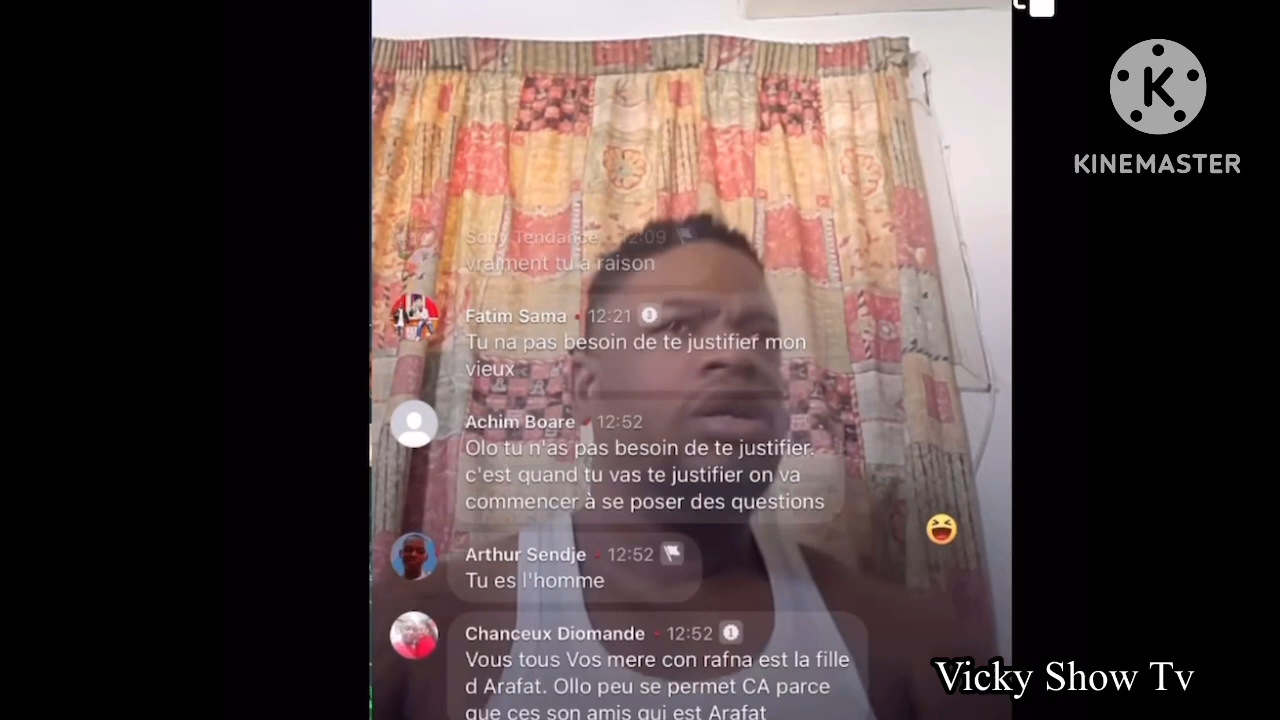 KINEMASTER
Sony Tendance · 12:09
vraiment tu a raison
Fatim Sama · 12:21
Tu na pas besoin de te justifier mon
vieux
Achim Boare · 12:52
Olo tu n'as pas besoin de te justifier.
c'est quand tu vas te justifier on va
commencer à se poser des questions
Arthur Sendje · 12:52
Tu es l'homme
Chanceux Diomande · 12:52
Vous tous Vos mere con rafna est la fille
d Arafat. Ollo peu se permet CA parce
que ces son amis qui est Arafat
Vicky Show Tv